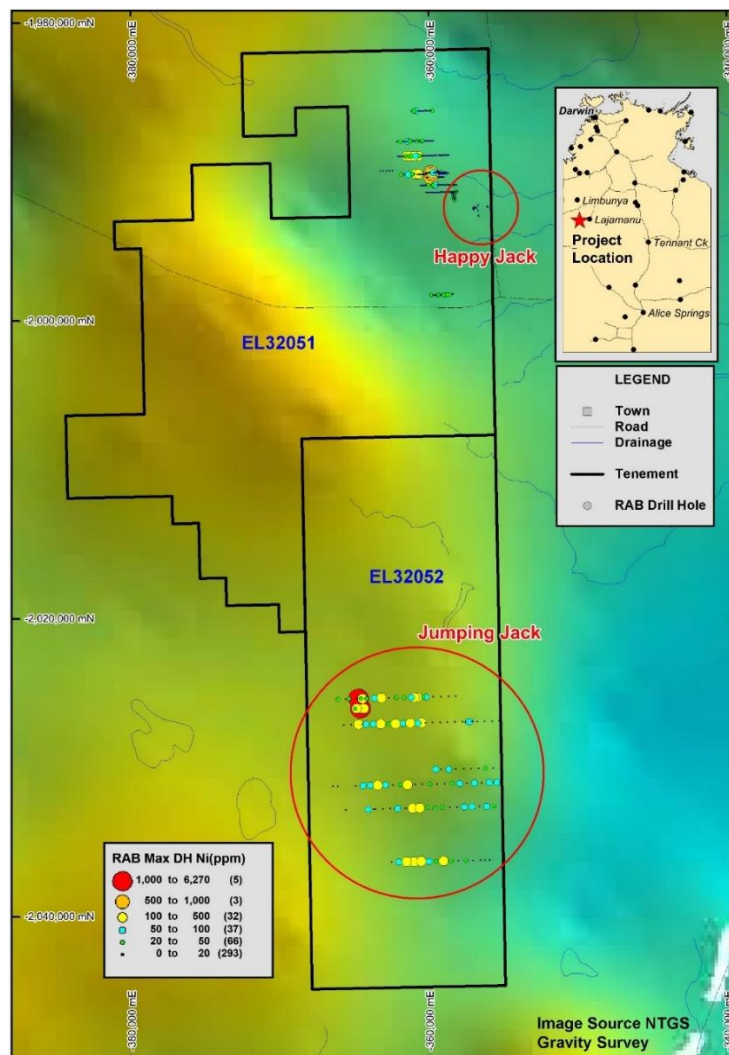 -1,980,000 mN
-380,000 mE
-360,000 mE
Darwin
Limbunya
Lajamanu
Project
Location
Tennant Ck.
Alice Springs
Happy Jack
-2,000,000 mN
EL32051
LEGEND
Town
Road
Drainage
Tenement
RAB Drill Hole
EL32052
-2,020,000 mN
Jumping Jack
RAB Max DH Ni(ppm)
1,000 to 6,270 (5)
500 to 1,000 (3)
100 to 500 (32)
50 to 100 (37)
20 to 50 (66)
0 to 20 (293)
-2,040,000 mN
-380,000 mE
-360,000 mE
Image Source NTGS
Gravity Survey